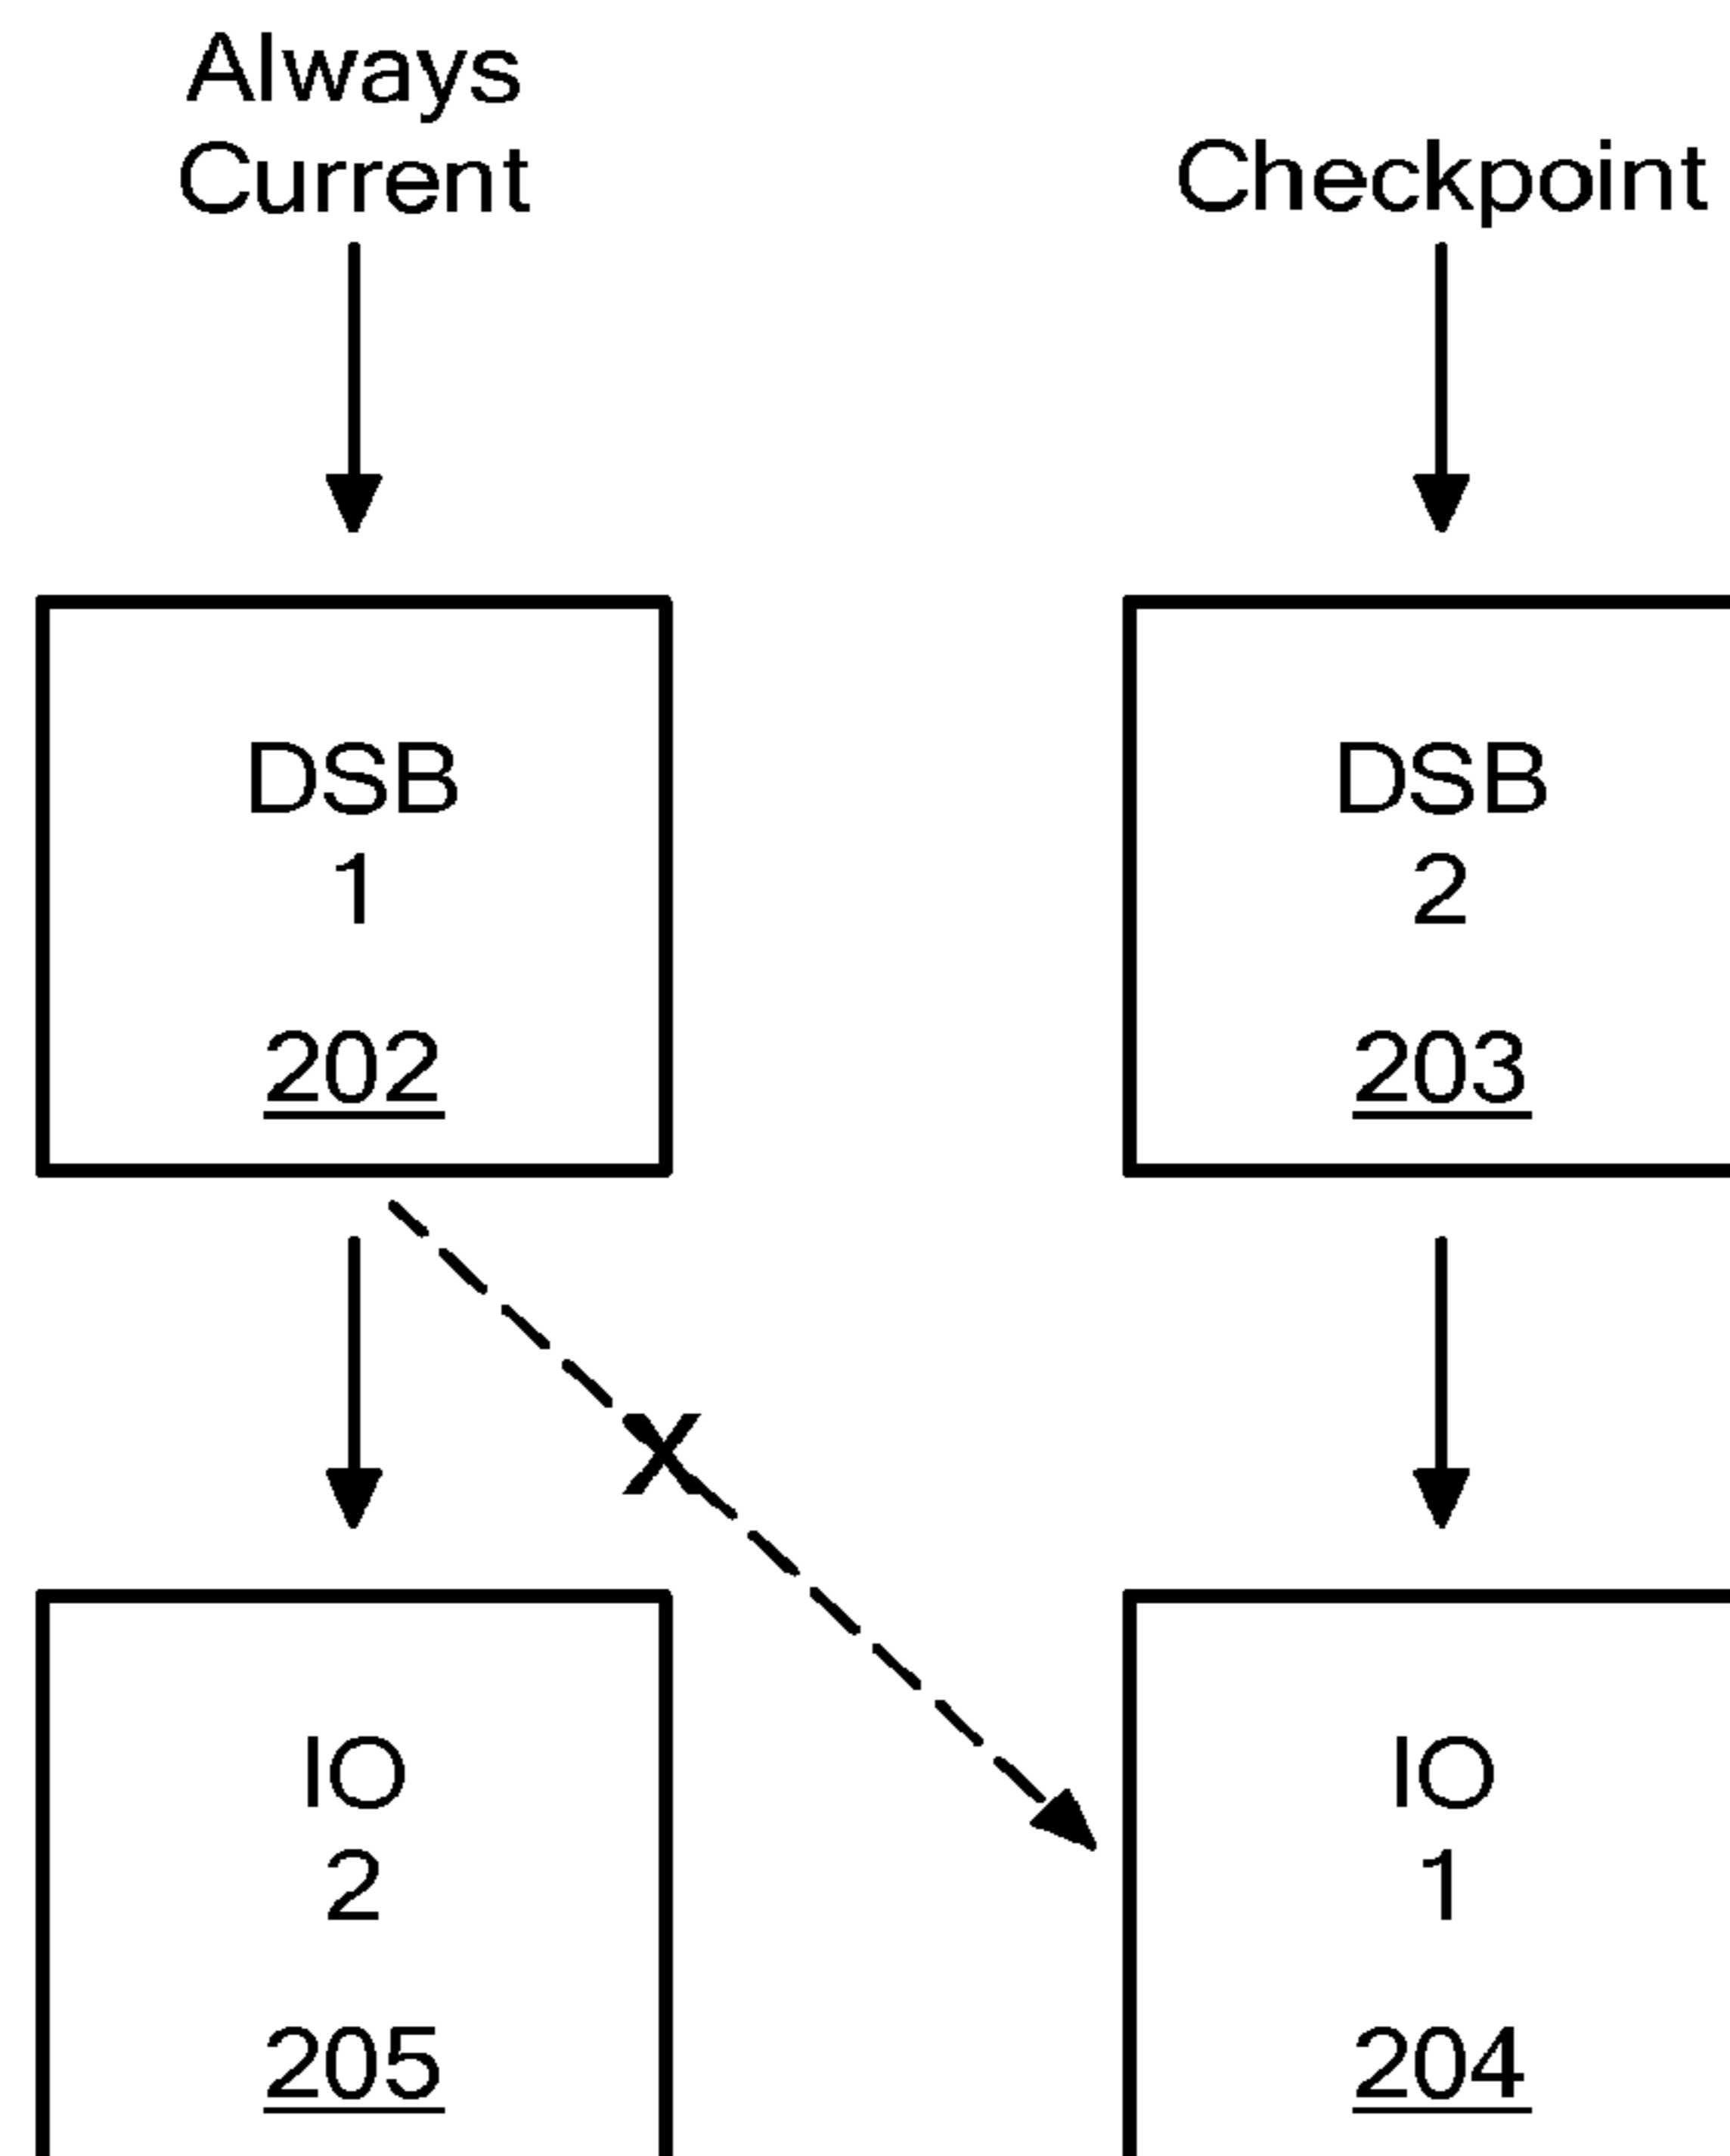 Always
Current
Checkpoint
DSB
1
202
DSB
2
203
X
IO
2
205
IO
1
204